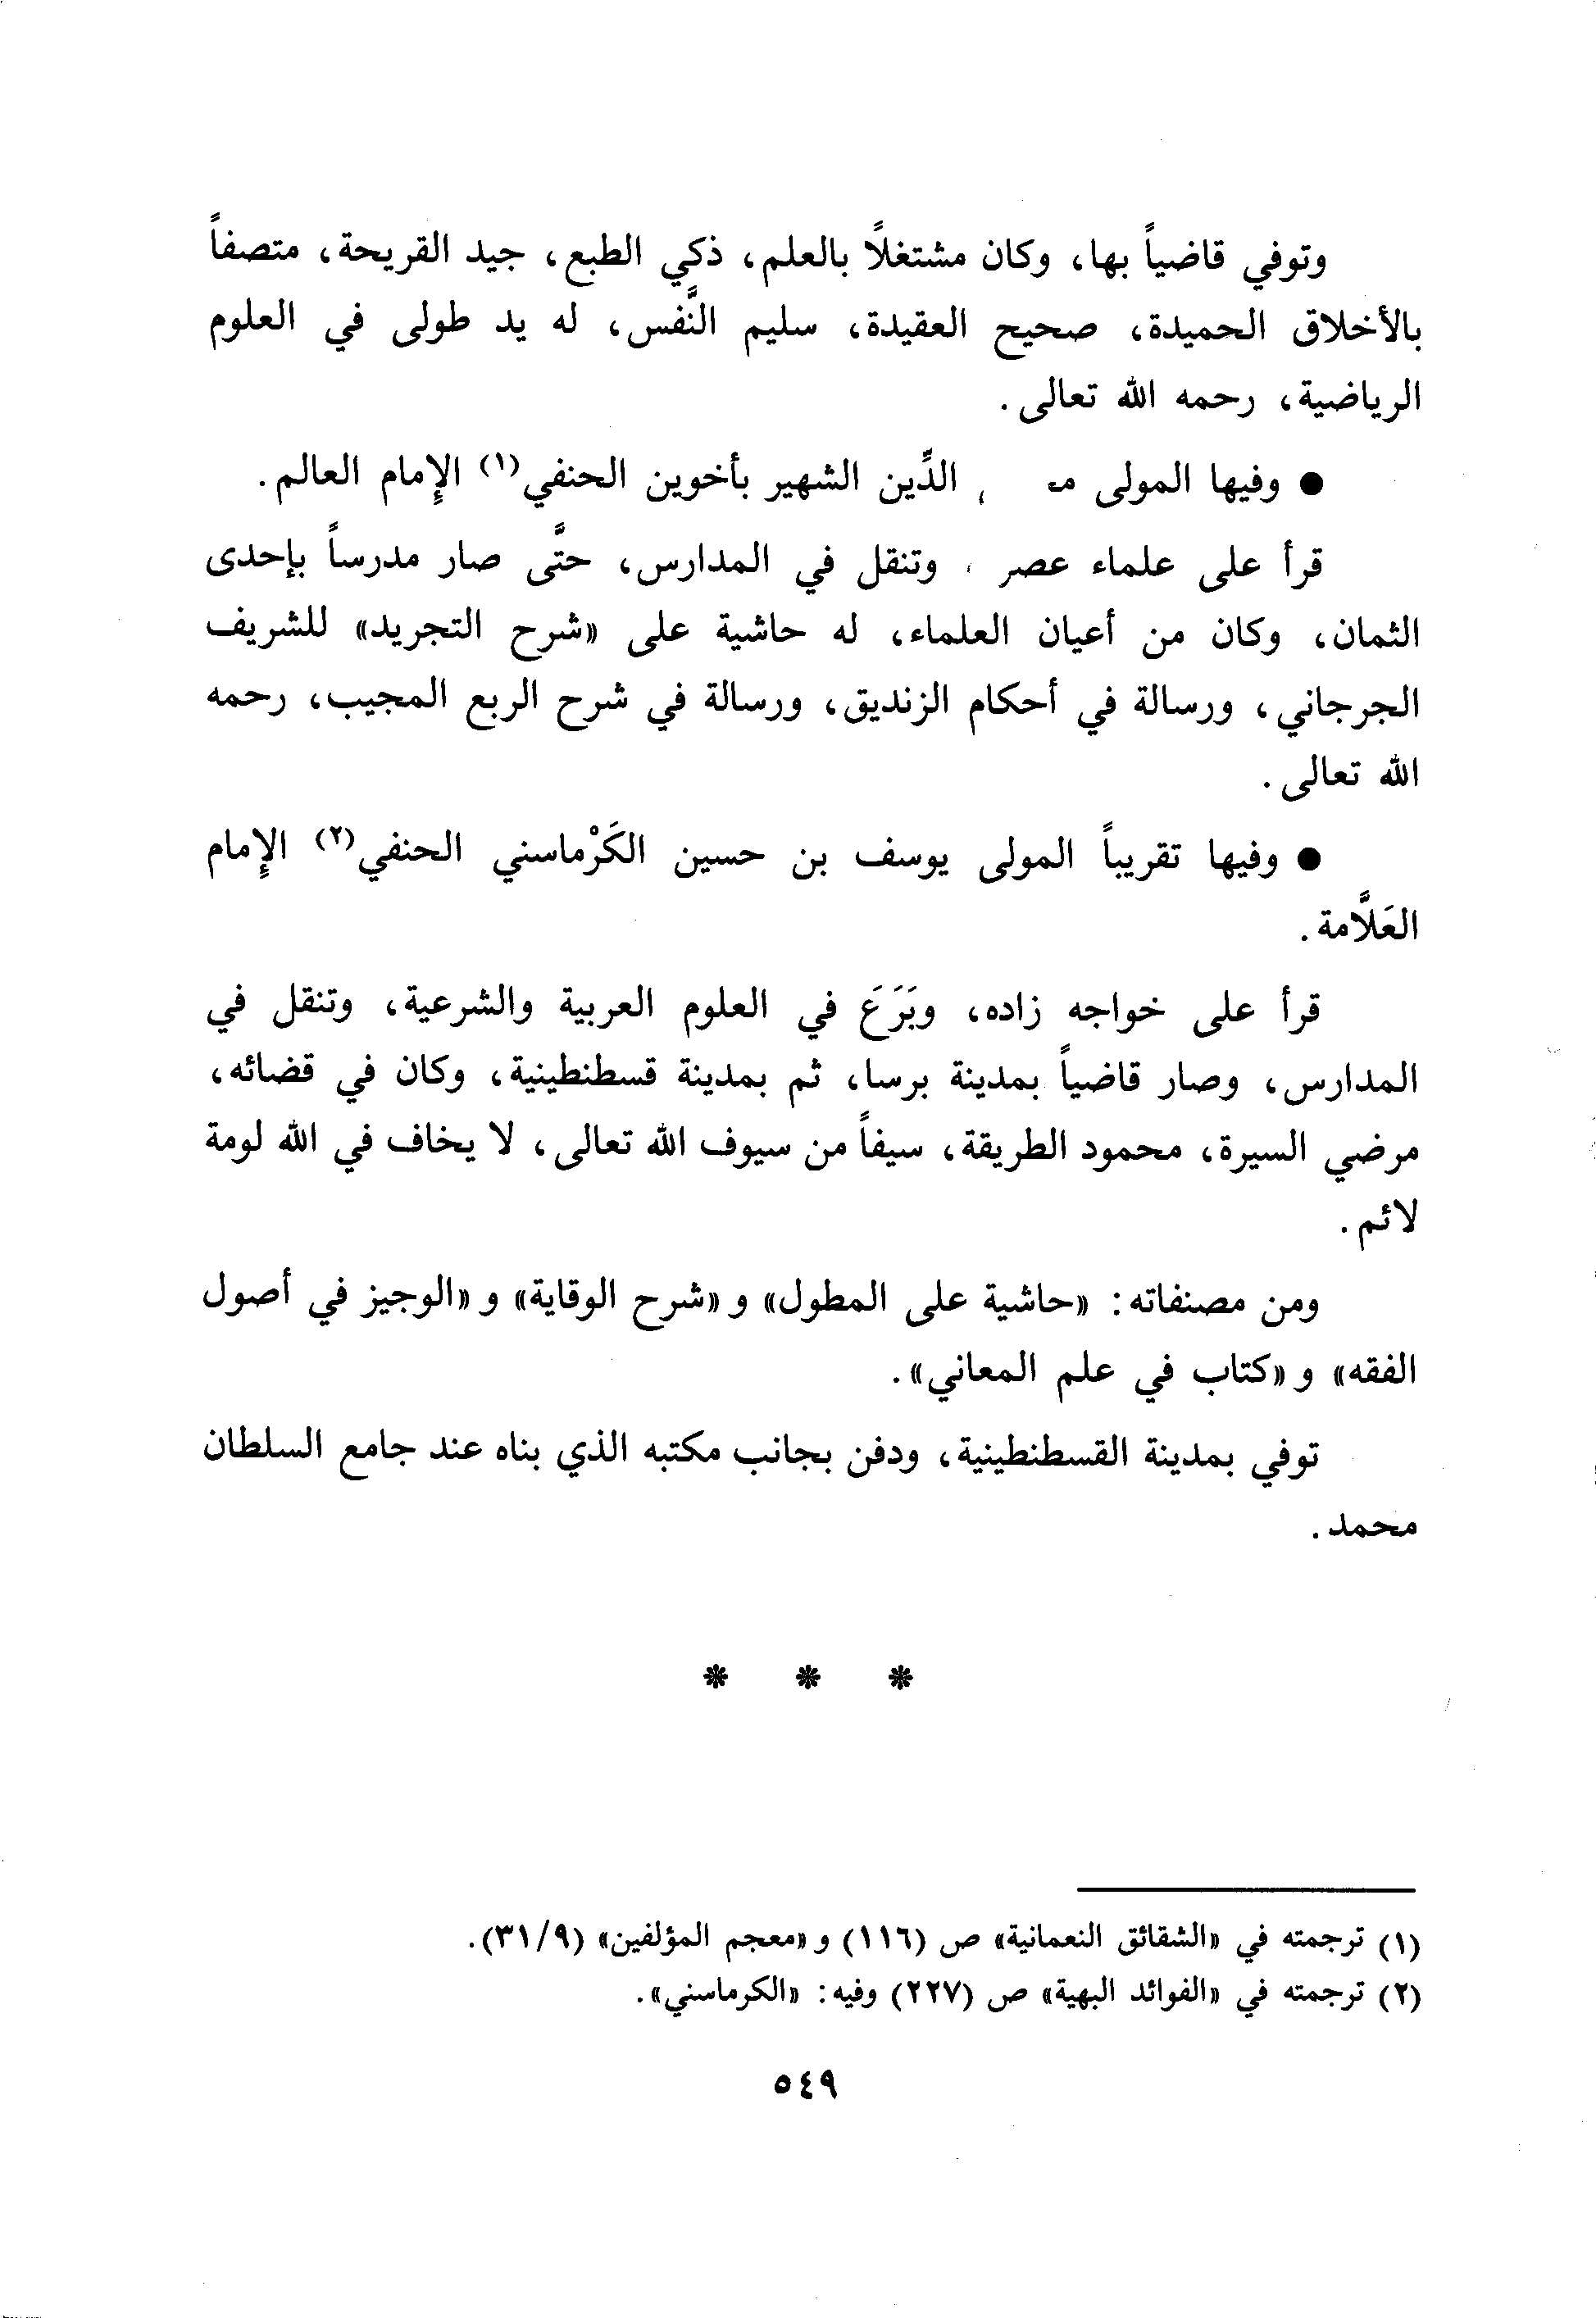 وتوفي قاضياً بها، وكان مشتغلاً بالعلم، ذكي الطبع، جيد القريحة، متصفاً
بالأخلاق الحميدة، صحيح العقيدة، سليم النَّفس، له يد طولى في العلوم
الرياضية، رحمه الله تعالى.
● وفيها المولى الدِّين الشهير بأخوين الحنفي(١) الإِمام العالم.
قرأ على علماء عصر، وتنقل في المدارس، حتَّى صار مدرساً بإحدى
الثمان، وكان من أعيان العلماء، له حاشية على «شرح التجريد» للشريف
الجرجاني، ورسالة في أحكام الزنديق، ورسالة في شرح الربع المجيب، رحمه
الله تعالى.
● وفيها تقريباً المولى يوسف بن حسين الكَرْماسني الحنفي(٢) الإِمام
العَلَّامة.
قرأ على خواجه زاده، وبَرَعَ في العلوم العربية والشرعية، وتنقل في
المدارس، وصار قاضياً بمدينة برسا، ثم بمدينة قسطنطينية، وكان في قضائه،
مرضي السيرة، محمود الطريقة، سيفاً من سيوف الله تعالى، لا يخاف في الله لومة
لائم.
ومن مصنفاته: «حاشية على المطول» و «شرح الوقاية» و «الوجيز في أصول
الفقه» و «كتاب في علم المعاني».
توفي بمدينة القسطنطينية، ودفن بجانب مكتبه الذي بناه عند جامع السلطان
محمد.
* * *
(١) ترجمته في «الشقائق النعمانية» ص (١١٦) و «معجم المؤلفين» (٣١/٩).
(٢) ترجمته في «الفوائد البهية» ص (٢٢٧) وفيه: «الكرماسني».
٥٤٩